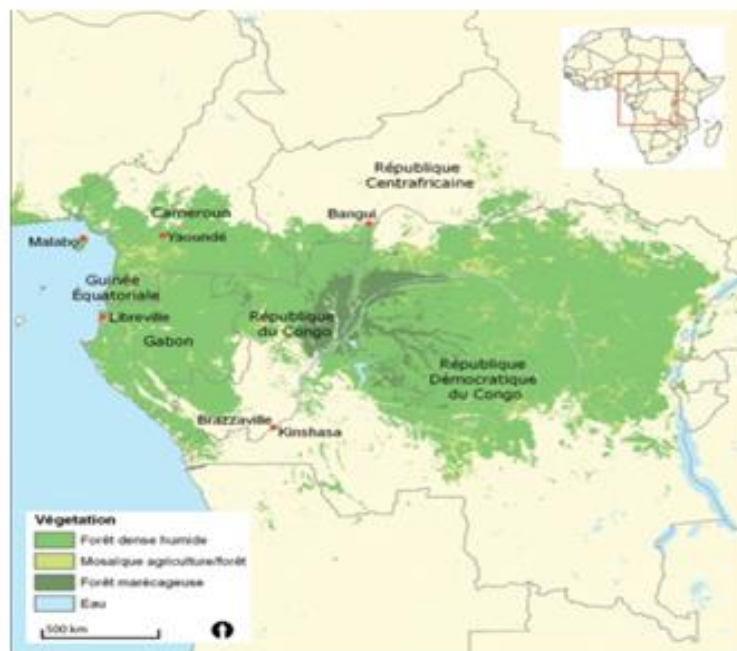 République
Centrafricaine
Cameroun
Bangui
Malabo
Yaoundé
Guinée
Équatoriale
Libreville
République
du Congo
Gabon
République
Démocratique
du Congo
Brazzaville
Kinshasa
Végetation
Forêt dense humide
Mosaïque agriculture/forêt
Forêt marécageuse
Eau
500 km